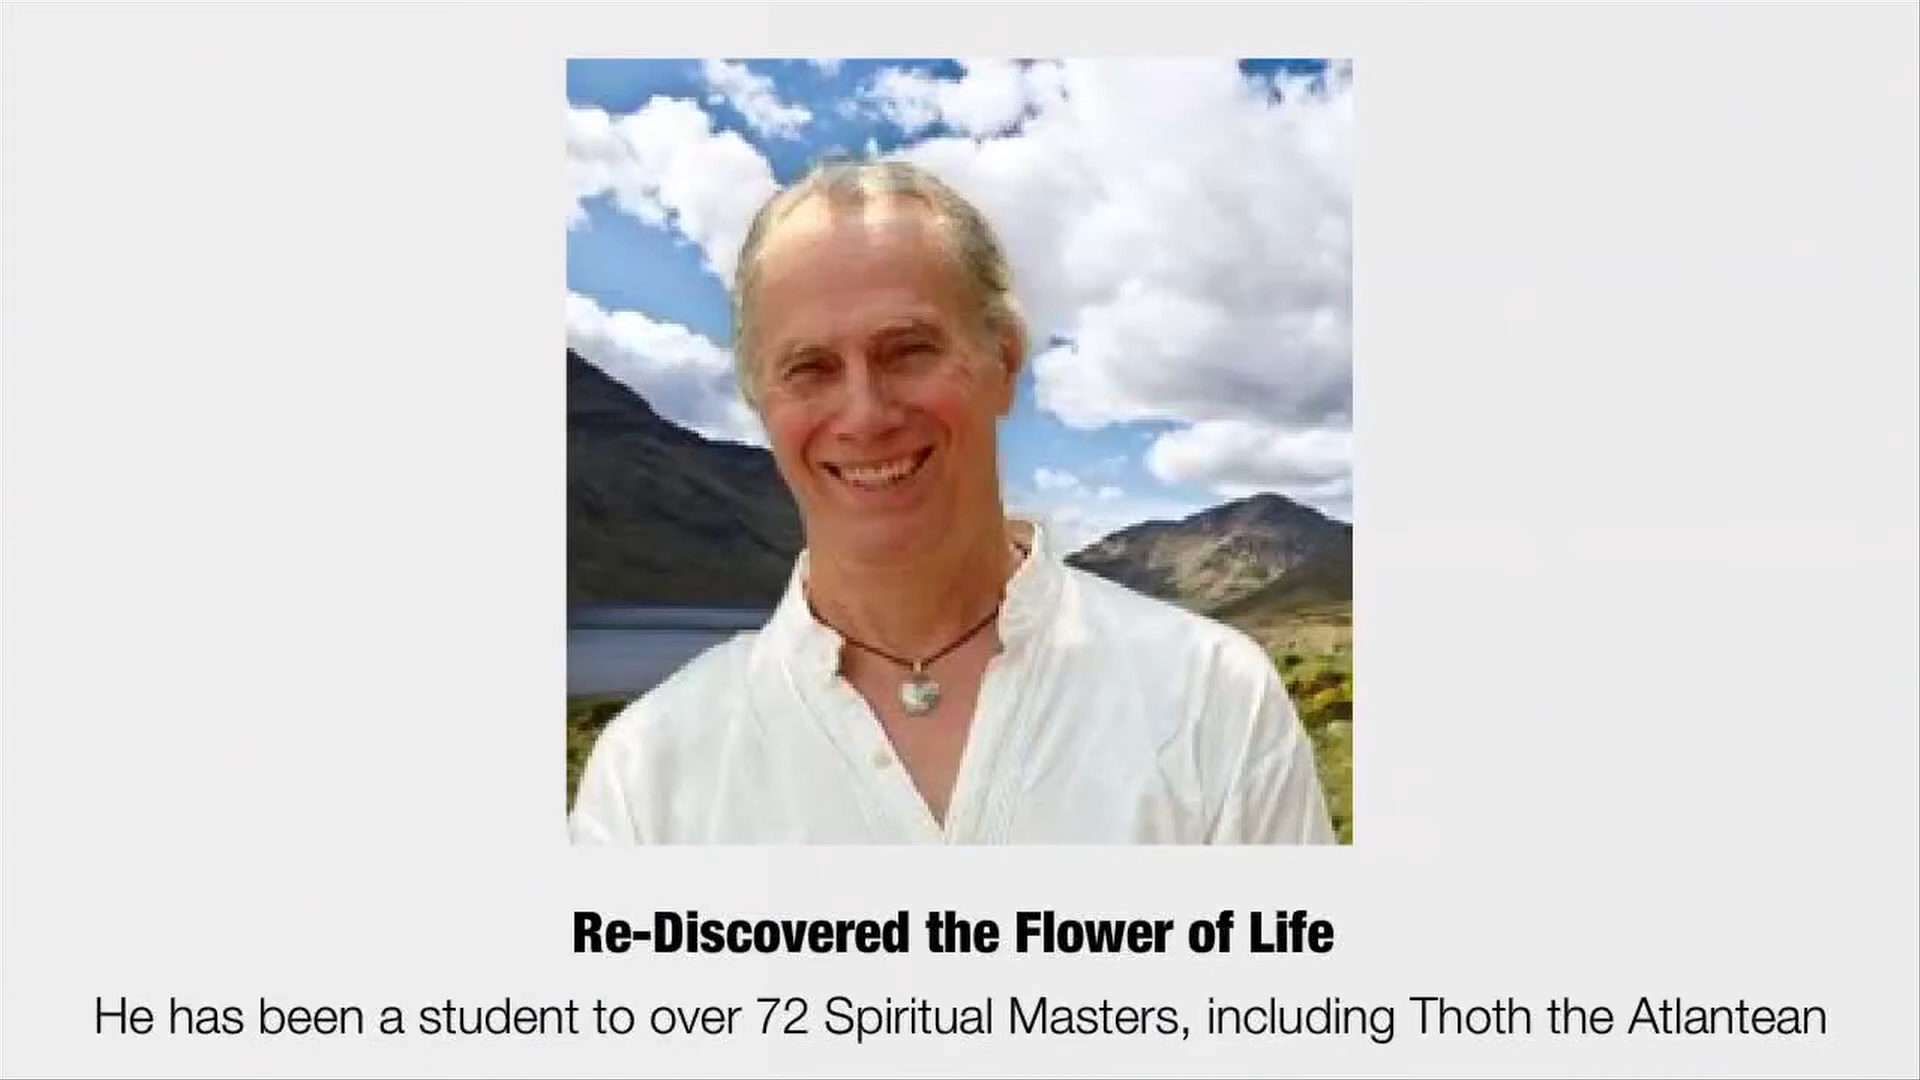 Re-Discovered the Flower of Life
He has been a student to over 72 Spiritual Masters, including Thoth the Atlantean